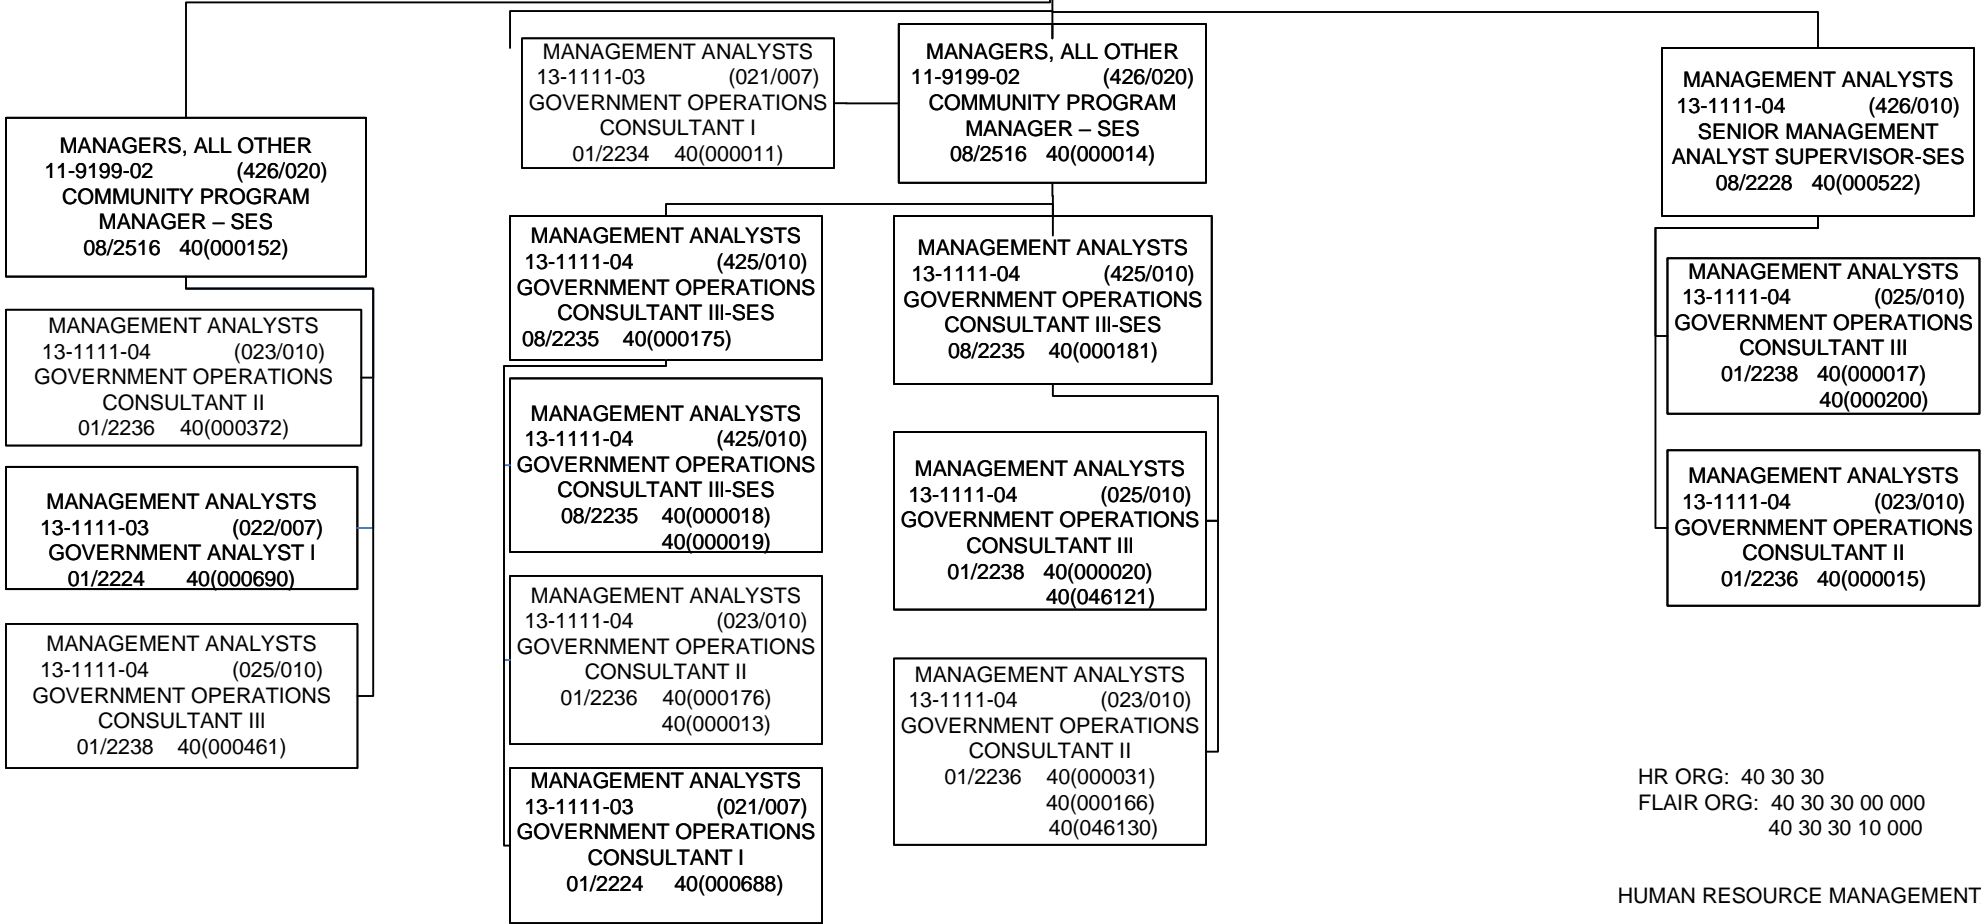 MANAGERS, ALL OTHER
11-9199-02 (426/020)
COMMUNITY PROGRAM
MANAGER – SES
08/2516 40(000152)
MANAGEMENT ANALYSTS
13-1111-04 (023/010)
GOVERNMENT OPERATIONS
CONSULTANT II
01/2236 40(000372)
MANAGEMENT ANALYSTS
13-1111-03 (022/007)
GOVERNMENT ANALYST I
01/2224 40(000690)
MANAGEMENT ANALYSTS
13-1111-04 (025/010)
GOVERNMENT OPERATIONS
CONSULTANT III
01/2238 40(000461)
MANAGEMENT ANALYSTS
13-1111-03 (021/007)
GOVERNMENT OPERATIONS
CONSULTANT I
01/2234 40(000011)
MANAGERS, ALL OTHER
11-9199-02 (426/020)
COMMUNITY PROGRAM
MANAGER – SES
08/2516 40(000014)
MANAGEMENT ANALYSTS
13-1111-04 (425/010)
GOVERNMENT OPERATIONS
CONSULTANT III-SES
08/2235 40(000175)
MANAGEMENT ANALYSTS
13-1111-04 (425/010)
GOVERNMENT OPERATIONS
CONSULTANT III-SES
08/2235 40(000018)
40(000019)
MANAGEMENT ANALYSTS
13-1111-04 (023/010)
GOVERNMENT OPERATIONS
CONSULTANT II
01/2236 40(000176)
40(000013)
MANAGEMENT ANALYSTS
13-1111-03 (021/007)
GOVERNMENT OPERATIONS
CONSULTANT I
01/2224 40(000688)
MANAGEMENT ANALYSTS
13-1111-04 (425/010)
GOVERNMENT OPERATIONS
CONSULTANT III-SES
08/2235 40(000181)
MANAGEMENT ANALYSTS
13-1111-04 (025/010)
GOVERNMENT OPERATIONS
CONSULTANT III
01/2238 40(000020)
40(046121)
MANAGEMENT ANALYSTS
13-1111-04 (023/010)
GOVERNMENT OPERATIONS
CONSULTANT II
01/2236 40(000031)
40(000166)
40(046130)
MANAGEMENT ANALYSTS
13-1111-04 (426/010)
SENIOR MANAGEMENT
ANALYST SUPERVISOR-SES
08/2228 40(000522)
MANAGEMENT ANALYSTS
13-1111-04 (025/010)
GOVERNMENT OPERATIONS
CONSULTANT III
01/2238 40(000017)
40(000200)
MANAGEMENT ANALYSTS
13-1111-04 (023/010)
GOVERNMENT OPERATIONS
CONSULTANT II
01/2236 40(000015)
HR ORG: 40 30 30
FLAIR ORG: 40 30 30 00 000
40 30 30 10 000
HUMAN RESOURCE MANAGEMENT